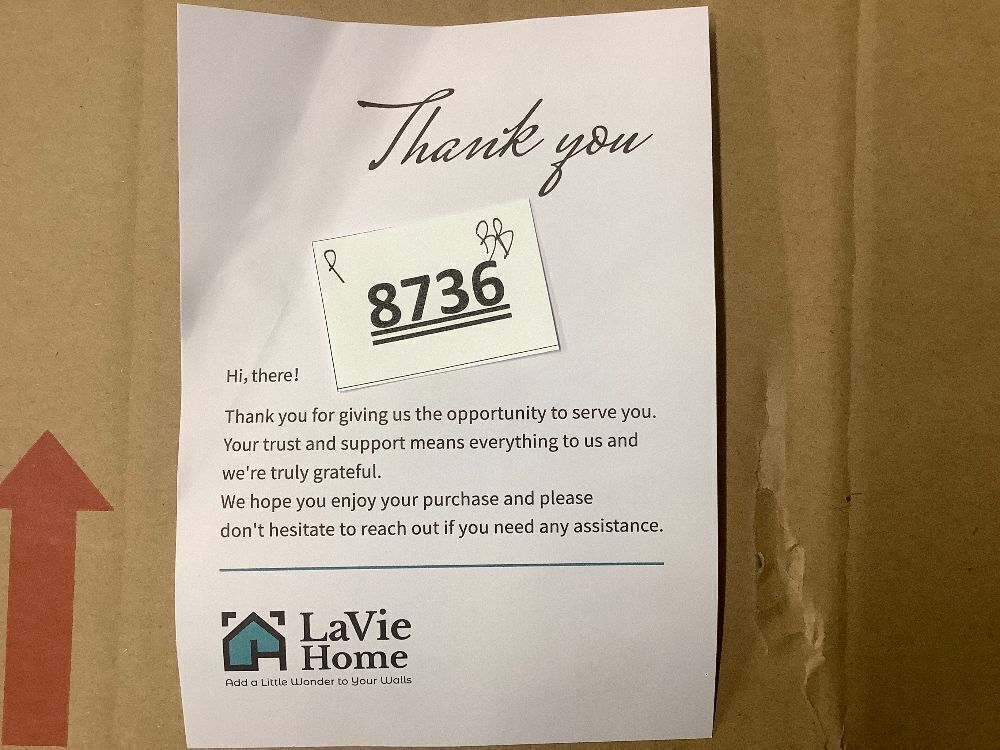 Thank you
P BB
8736
Hi, there!
Thank you for giving us the opportunity to serve you.
Your trust and support means everything to us and
we're truly grateful.
We hope you enjoy your purchase and please
don't hesitate to reach out if you need any assistance.
LaVie
Home
Add a Little Wonder to Your Walls